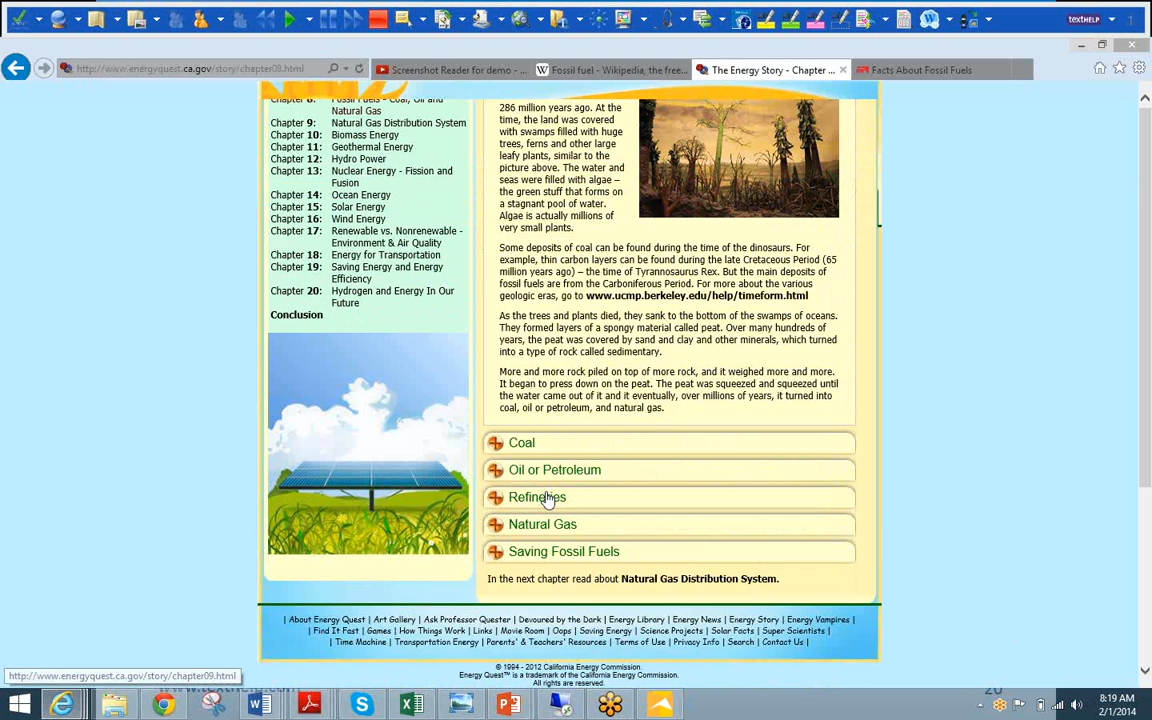 TEXTHELP
http://www.energyquest.ca.gov/story/chapter08.html
Screenshot Reader for demo - ...
Fossil fuel - Wikipedia, the free...
The Energy Story - Chapter ...
Facts About Fossil Fuels
Chapter 8: Fossil Fuels - Coal, Oil and
Natural Gas
Chapter 9: Natural Gas Distribution System
Chapter 10: Biomass Energy
Chapter 11: Geothermal Energy
Chapter 12: Hydro Power
Chapter 13: Nuclear Energy - Fission and
Fusion
Chapter 14: Ocean Energy
Chapter 15: Solar Energy
Chapter 16: Wind Energy
Chapter 17: Renewable vs. Nonrenewable -
Environment & Air Quality
Chapter 18: Energy for Transportation
Chapter 19: Saving Energy and Energy
Efficiency
Chapter 20: Hydrogen and Energy In Our
Future
Conclusion
286 million years ago. At the
time, the land was covered
with swamps filled with huge
trees, ferns and other large
leafy plants, similar to the
picture above. The water and
seas were filled with algae –
the green stuff that forms on
a stagnant pool of water.
Algae is actually millions of
very small plants.
Some deposits of coal can be found during the time of the dinosaurs. For
example, thin carbon layers can be found during the late Cretaceous Period (65
million years ago) – the time of Tyrannosaurus Rex. But the main deposits of
fossil fuels are from the Carboniferous Period. For more about the various
geologic eras, go to www.ucmp.berkeley.edu/help/timeform.html
As the trees and plants died, they sank to the bottom of the swamps of oceans.
They formed layers of a spongy material called peat. Over many hundreds of
years, the peat was covered by sand and clay and other minerals, which turned
into a type of rock called sedimentary.
More and more rock piled on top of more rock, and it weighed more and more.
It began to press down on the peat. The peat was squeezed and squeezed until
the water came out of it and it eventually, over millions of years, it turned into
coal, oil or petroleum, and natural gas.
Coal
Oil or Petroleum
Refineries
Natural Gas
Saving Fossil Fuels
In the next chapter read about Natural Gas Distribution System.
| About Energy Quest | Art Gallery | Ask Professor Quester | Devoured by the Dark | Energy Library | Energy News | Energy Story | Energy Vampires |
| Find It Fast | Games | How Things Work | Links | Movie Room | Oops | Saving Energy | Science Projects | Solar Facts | Super Scientists |
| Time Machine | Transportation Energy | Parents' & Teachers' Resources | Terms of Use | Privacy Info | Search | Contact Us |
© 1994 - 2012 California Energy Commission.
Energy Quest™ is a trademark of the California Energy Commission.
All rights are reserved.
http://www.energyquest.ca.gov/story/chapter09.html
8:19 AM
2/1/2014